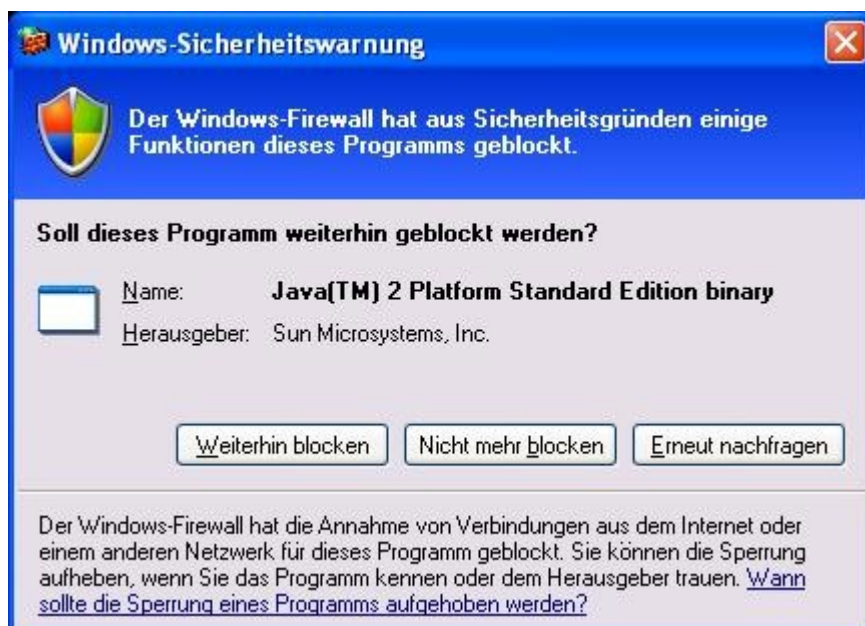 Windows-Sicherheitswarnung
Der Windows-Firewall hat aus Sicherheitsgründen einige
Funktionen dieses Programms geblockt.
Soll dieses Programm weiterhin geblockt werden?
Name: Java(TM) 2 Platform Standard Edition binary
Herausgeber: Sun Microsystems, Inc.
Weiterhin blocken Nicht mehr blocken Erneut nachfragen
Der Windows-Firewall hat die Annahme von Verbindungen aus dem Internet oder
einem anderen Netzwerk für dieses Programm geblockt. Sie können die Sperrung
aufheben, wenn Sie das Programm kennen oder dem Herausgeber trauen. Wann
sollte die Sperrung eines Programms aufgehoben werden?